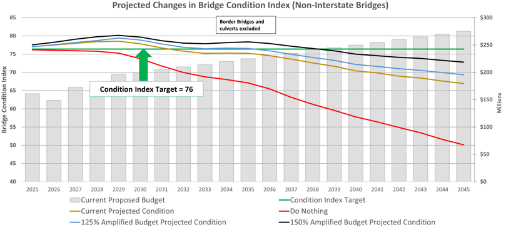 Projected Changes in Bridge Condition Index (Non-Interstate Bridges)
Border Bridges and
culverts excluded
Condition Index Target = 76
Bridge Condition Index
85
80
75
70
65
60
55
50
45
40
$300
$250
$200
$150
$100
$50
$0
Millions
2025 2026 2027 2028 2029 2030 2031 2032 2033 2034 2035 2036 2037 2038 2039 2040 2041 2042 2043 2044 2045
Current Proposed Budget Condition Index Target
Current Projected Condition Do Nothing
125% Amplified Budget Projected Condition 150% Amplified Budget Projected Condition